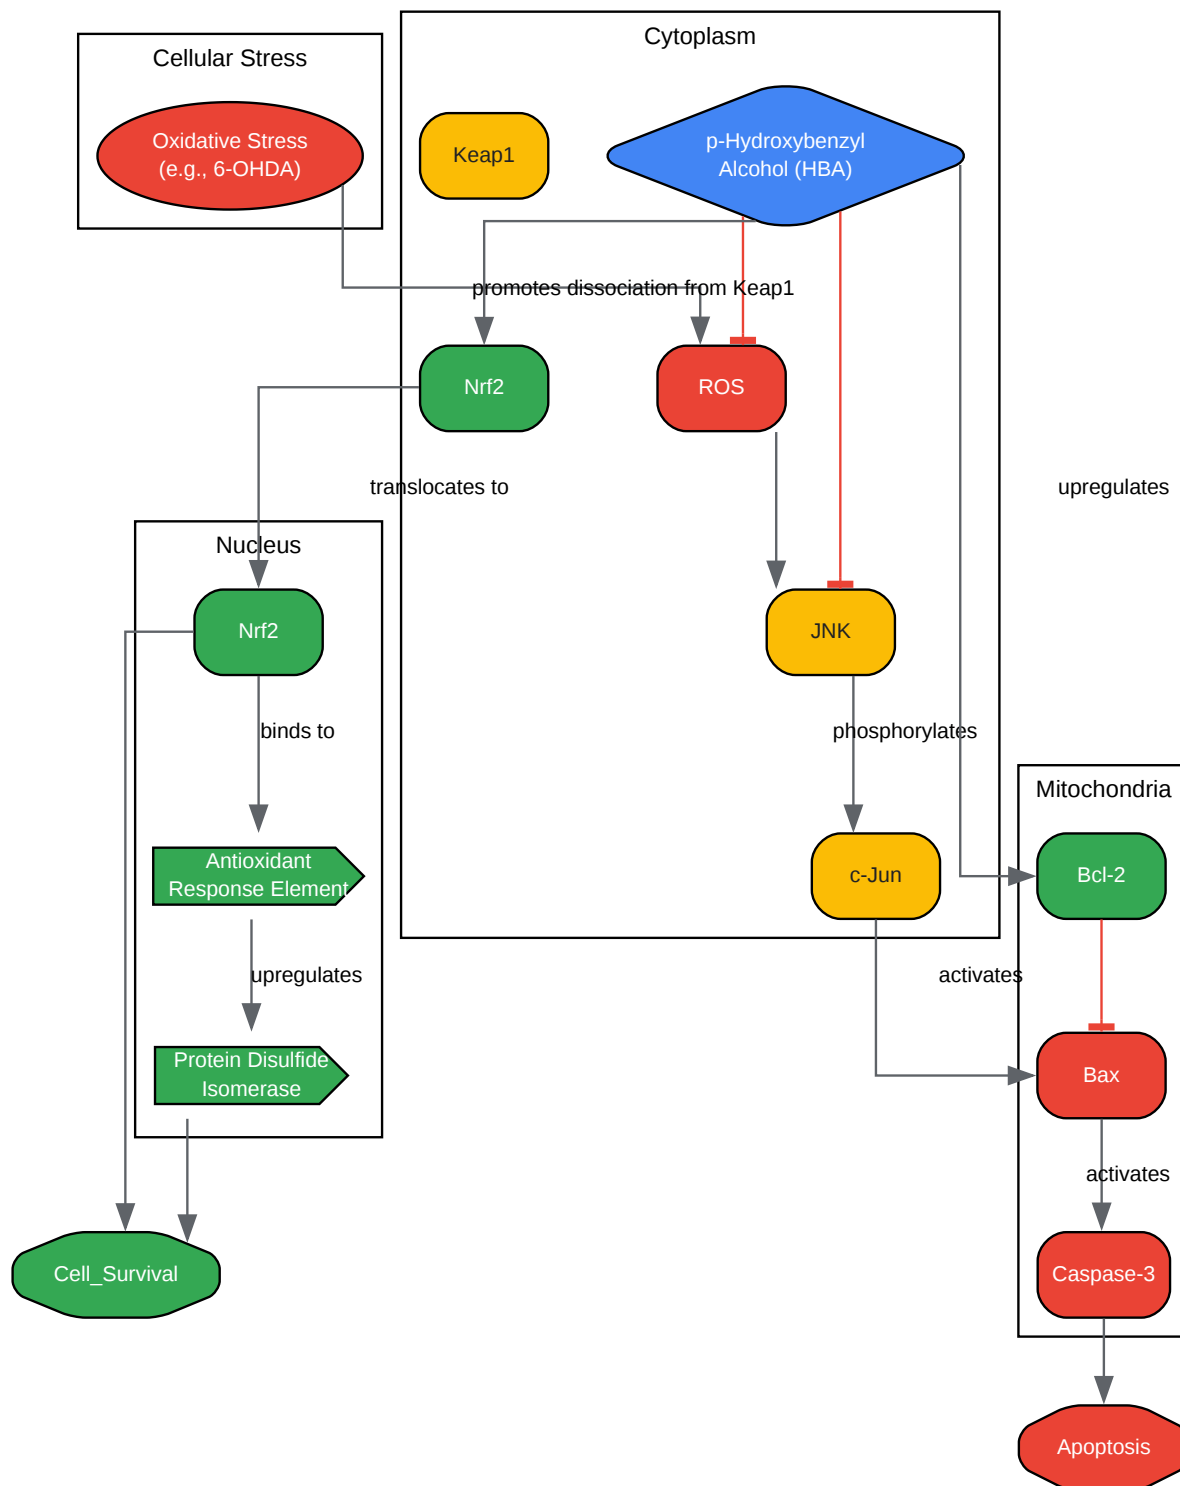 Cytoplasm
Cellular Stress
Oxidative Stress
(e.g., 6-OHDA)
Keap1
p-Hydroxybenzyl
Alcohol (HBA)
promotes dissociation from Keap1
Nrf2
ROS
translocates to
upregulates
Nucleus
Nrf2
JNK
binds to
phosphorylates
Mitochondria
Antioxidant
Response Element
c-Jun
Bcl-2
upregulates
activates
Protein Disulfide
Isomerase
Bax
activates
Cell_Survival
Caspase-3
Apoptosis